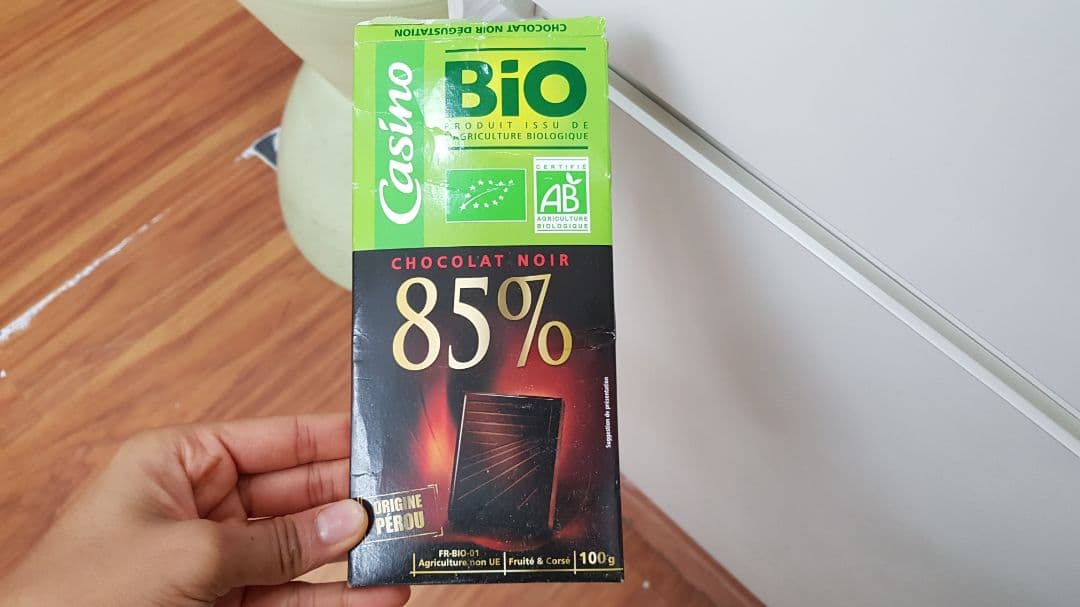 CHOCOLAT NOIR DÉGUSTATION
Casino
BiO
PRODUIT ISSU DE
L'AGRICULTURE BIOLOGIQUE
CERTIFIÉ
AB
AGRICULTURE
BIOLOGIQUE
CHOCOLAT NOIR
85%
Suggestion de présentation
ORIGINE
PÉROU
FR-BIO-01
Agriculture non UE
Fruité & Corsé
100g